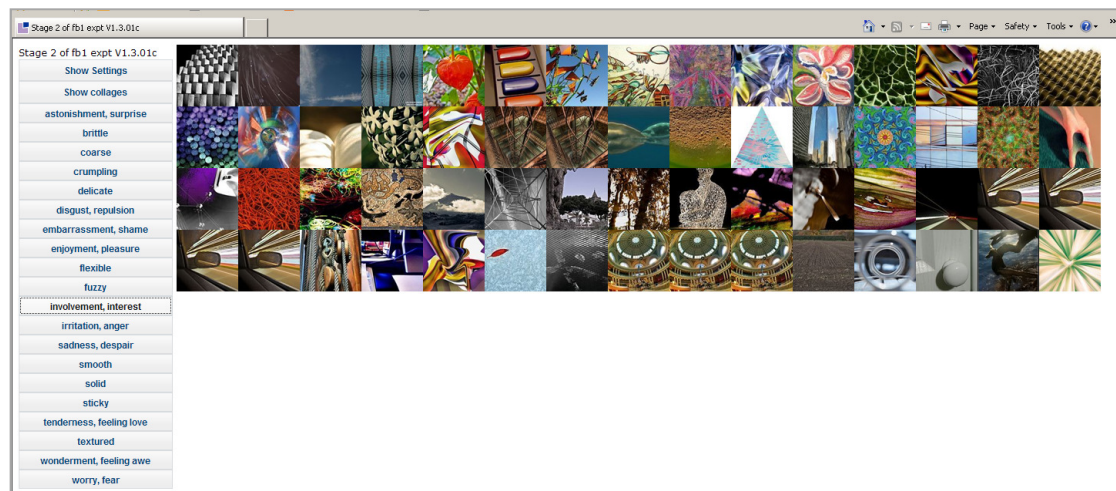 Stage 2 of fb1 expt V1.3.01c
Page Safety Tools
»
Stage 2 of fb1 expt V1.3.01c
Show Settings
Show collages
astonishment, surprise
brittle
coarse
crumpling
delicate
disgust, repulsion
embarrassment, shame
enjoyment, pleasure
flexible
fuzzy
involvement, interest
irritation, anger
sadness, despair
smooth
solid
sticky
tenderness, feeling love
textured
wonderment, feeling awe
worry, fear